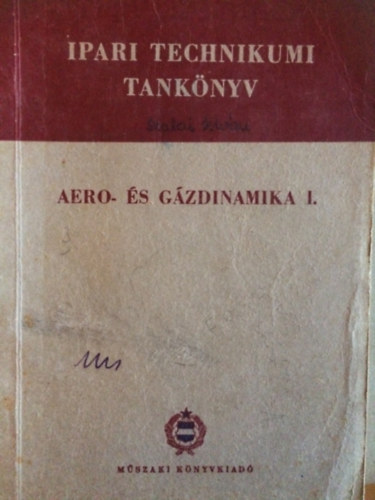 IPARI TECHNIKUMI
TANKÖNYV
AERO- ÉS GÁZDINAMIKA I.
MŰSZAKI KÖNYVKIADÓ